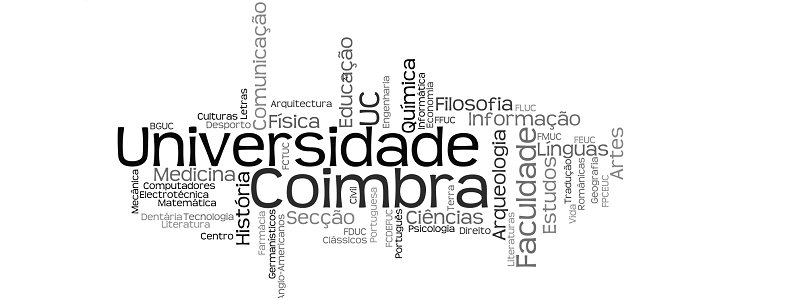 Comunicação
Educação
Química
Letras
Arquitectura
UC
Engenharia
Informática
Economia
Filosofia
FLUC
Culturas
Desporto
Física
FFUC
Informação
BGUC
Universidade
FCTUC
Arqueologia
Faculdade
FMUC
FEUC
Línguas
Artes
Medicina
Coimbra
Mecânica
Computadores
Electrotécnica
Matemática
História
Civil
Portuguesa
Terra
Estudos
Tradução
Românicas
Geografia
FPCEUC
Dentária
Tecnologia
Literatura
Centro
Farmácia
Germanísticos
Anglo-Americanos
Secção
FDUC
Clássicos
FCDEFUC
Português
Ciências
Psicologia
Direito
Literaturas
Vida